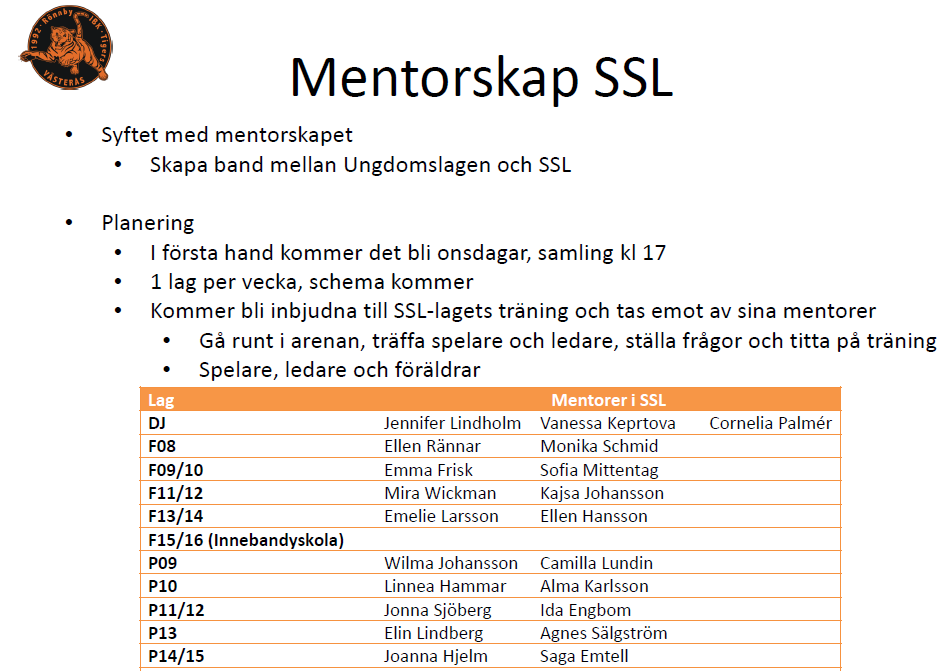 1992 · Rönnby · IBK · Tigers
VÄSTERÅS
Mentorskap SSL
• Syftet med mentorskapet
• Skapa band mellan Ungdomslagen och SSL
• Planering
• I första hand kommer det bli onsdagar, samling kl 17
• 1 lag per vecka, schema kommer
• Kommer bli inbjudna till SSL-lagets träning och tas emot av sina mentorer
• Gå runt i arenan, träffa spelare och ledare, ställa frågor och titta på träning
• Spelare, ledare och föräldrar
Lag Mentorer i SSL
DJ Jennifer Lindholm Vanessa Keprtova Cornelia Palmér
F08 Ellen Rännar Monika Schmid
F09/10 Emma Frisk Sofia Mittentag
F11/12 Mira Wickman Kajsa Johansson
F13/14 Emelie Larsson Ellen Hansson
F15/16 (Innebandyskola)
P09 Wilma Johansson Camilla Lundin
P10 Linnea Hammar Alma Karlsson
P11/12 Jonna Sjöberg Ida Engbom
P13 Elin Lindberg Agnes Sälgström
P14/15 Joanna Hjelm Saga Emtell